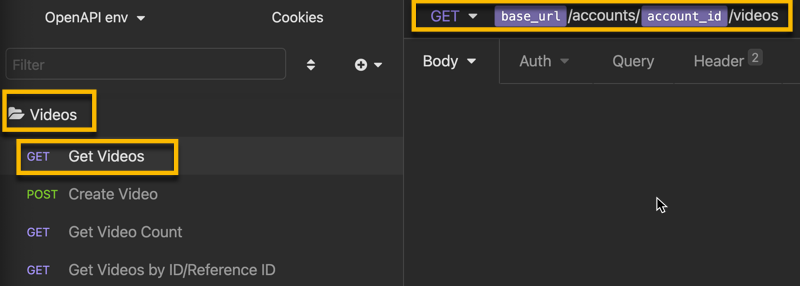 OpenAPI env
Cookies
GET base_url/accounts/account_id/videos
Filter
Body
Auth
Query
Header 2
Videos
GET Get Videos
POST Create Video
GET Get Video Count
GET Get Videos by ID/Reference ID